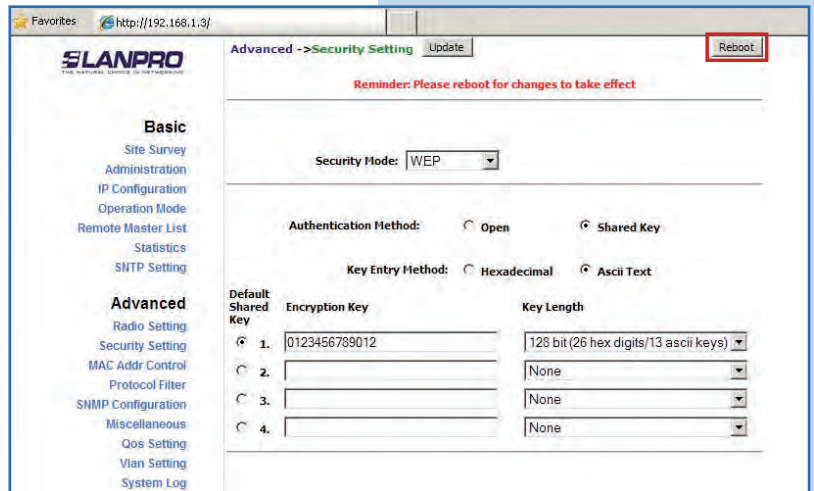 Favorites http://192.168.1.3/
LANPRO
THE NATURAL CHOICE IN NETWORKING
Basic
Site Survey
Administration
IP Configuration
Operation Mode
Remote Master List
Statistics
SNTP Setting
Advanced
Radio Setting
Security Setting
MAC Addr Control
Protocol Filter
SNMP Configuration
Miscellaneous
Qos Setting
Vlan Setting
System Log
Advanced ->Security Setting Update Reboot
Reminder: Please reboot for changes to take effect
Security Mode: WEP
Authentication Method: Open Shared Key
Key Entry Method: Hexadecimal Ascii Text
Default Shared Key Encryption Key Key Length
1. 0123456789012 128 bit (26 hex digits/13 ascii keys)
2. None
3. None
4. None